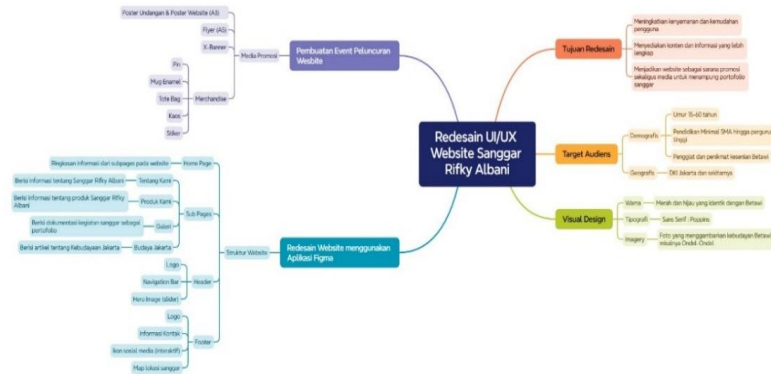 Redesain UI/UX
Website Sanggar
Rifky Albani
Pembuatan Event Peluncuran
Wesbite
Media Promosi
Poster Undangan & Poster Website (A3)
Flyer (A5)
X-Banner
Merchandise
Pin
Mug Enamel
Tote Bag
Kaos
Stiker
Redesain Website menggunakan
Aplikasi Figma
Struktur Website
Home Page
Ringkasan informasi dari subpages pada website
Sub Pages
Tentang Kami
Berisi informasi tentang Sanggar Rifky Albani
Produk Kami
Berisi informasi tentang produk Sanggar Rifky
Albani
Galeri
Berisi dokumentasi kegiatan sanggar sebagai
portofolio
Budaya Jakarta
Berisi artikel tentang Kebudayaan Jakarta
Header
Logo
Navigation Bar
Hero Image (slider)
Footer
Logo
Informasi Kontak
Ikon sosial media (interaktif)
Map lokasi sanggar
Tujuan Redesain
Meningkatkan kenyamanan dan kemudahan
pengguna
Menyediakan konten dan informasi yang lebih
lengkap
Menjadikan website sebagai sarana promosi
sekaligus media untuk menampung portofolio
sanggar
Target Audiens
Demografis
Umur 15-60 tahun
Pendidikan Minimal SMA hingga perguruan
tinggi
Penggiat dan penikmat kesenian Betawi
Geografis
DKI Jakarta dan sekitarnya
Visual Design
Warna
Merah dan hijau yang identik dengan Betawi
Tipografi
Sans Serif : Poppins
Imagery
Foto yang menggambarkan kebudayaan Betawi
misalnya Ondel-Ondel